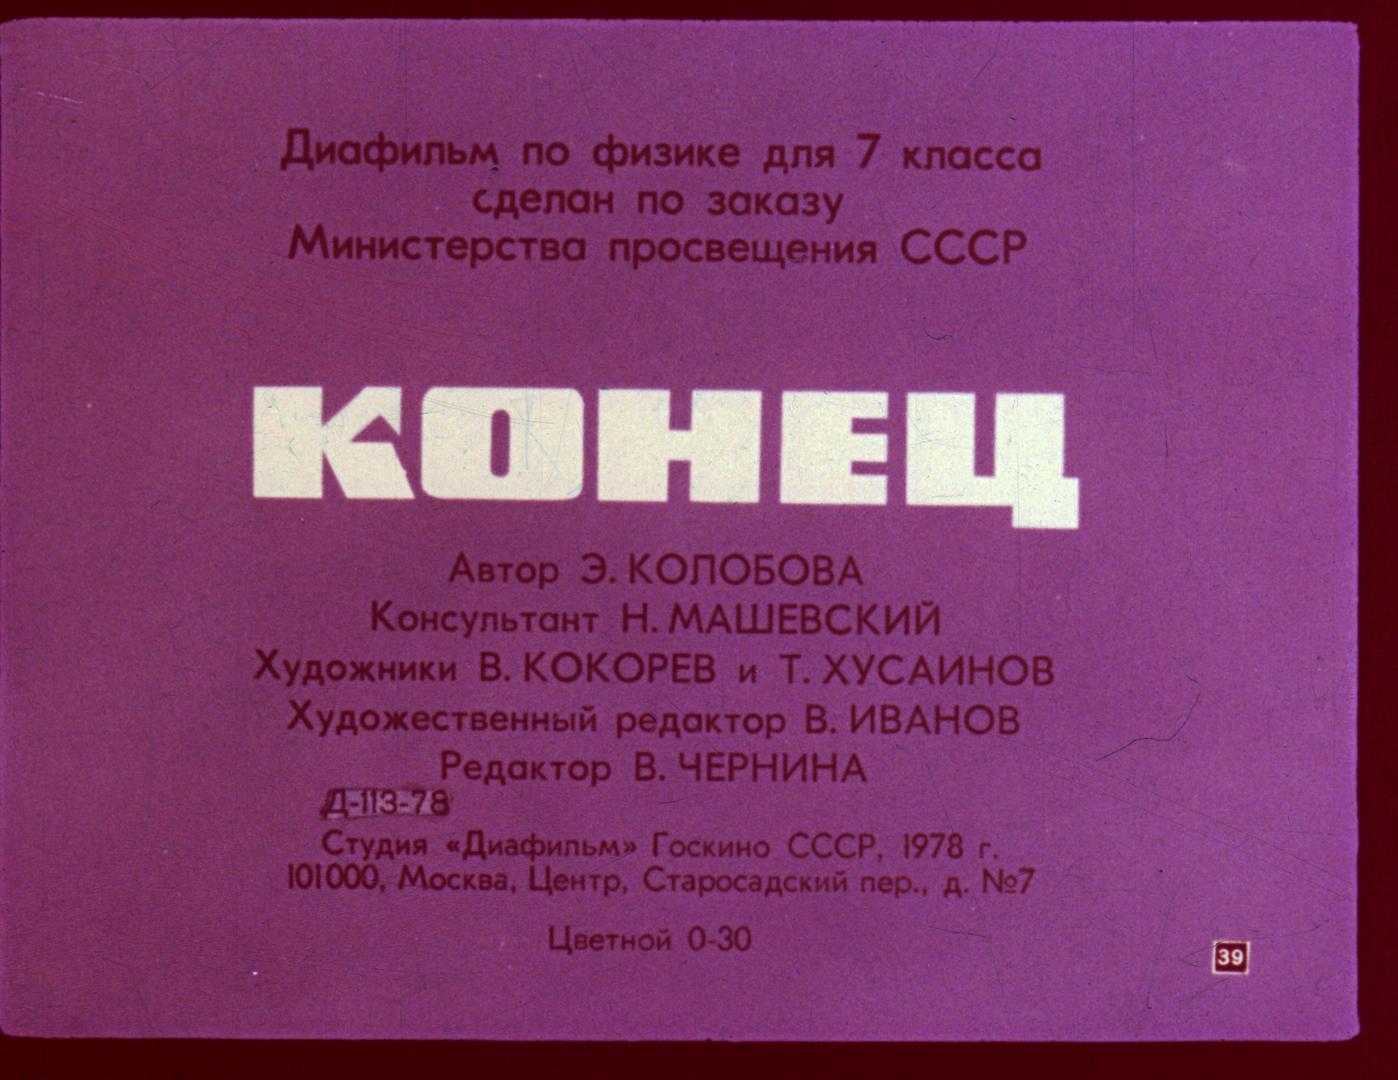 Диафильм по физике для 7 класса
сделан по заказу
Министерства просвещения СССР
КОНЕЦ
Автор Э. КОЛОБОВА
Консультант Н. МАШЕВСКИЙ
Художники В. КОКОРЕВ и Т. ХУСАИНОВ
Художественный редактор В. ИВАНОВ
Редактор В. ЧЕРНИНА
Д-113-78
Студия «Диафильм» Госкино СССР, 1978 г.
101000, Москва, Центр, Старосадский пер., д. №7
Цветной 0-30
39